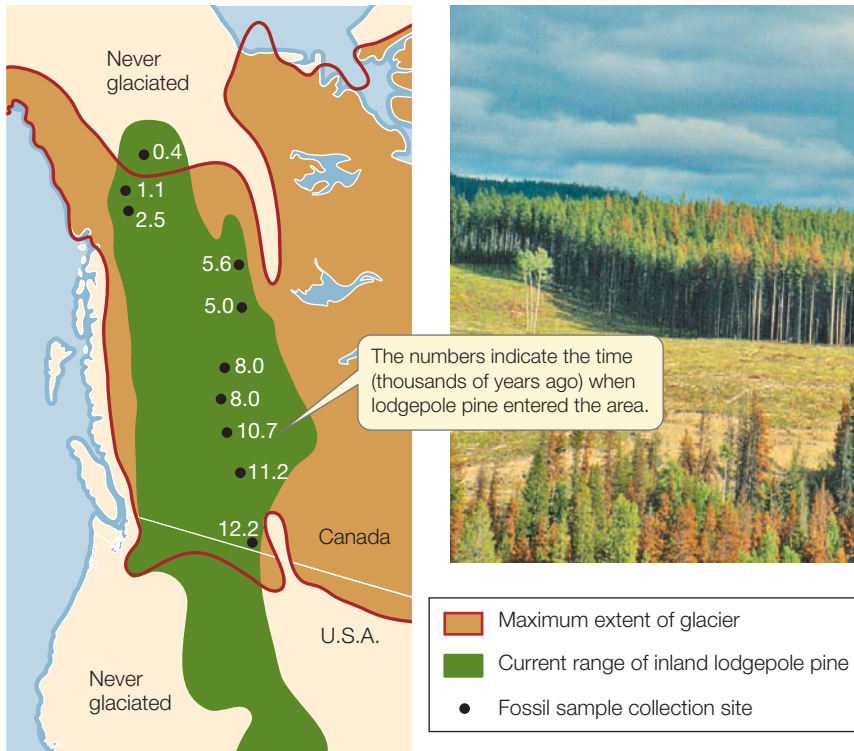 Never
glaciated
0.4
1.1
2.5
5.6
5.0
8.0
8.0
10.7
11.2
12.2
The numbers indicate the time
(thousands of years ago) when
lodgepole pine entered the area.
Canada
U.S.A.
Never
glaciated
Maximum extent of glacier
Current range of inland lodgepole pine
Fossil sample collection site